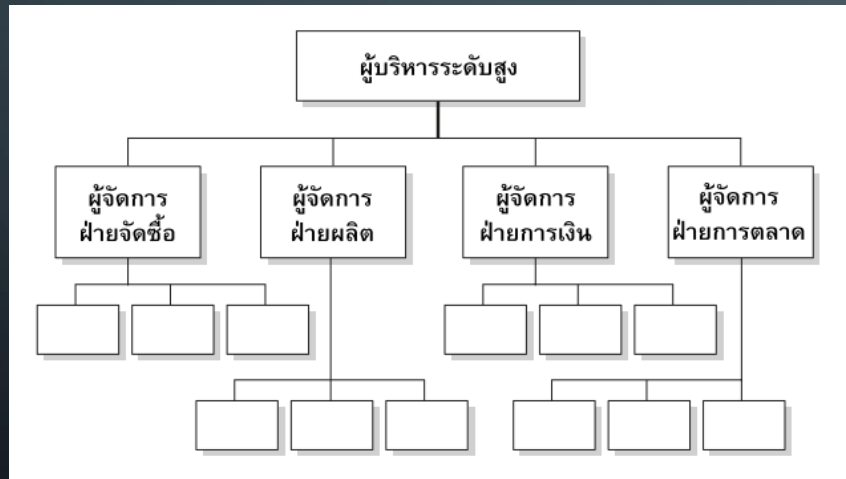 ผู้บริหารระดับสูง
ผู้จัดการ
ฝ่ายจัดซื้อ
ผู้จัดการ
ฝ่ายผลิต
ผู้จัดการ
ฝ่ายการเงิน
ผู้จัดการ
ฝ่ายการตลาด